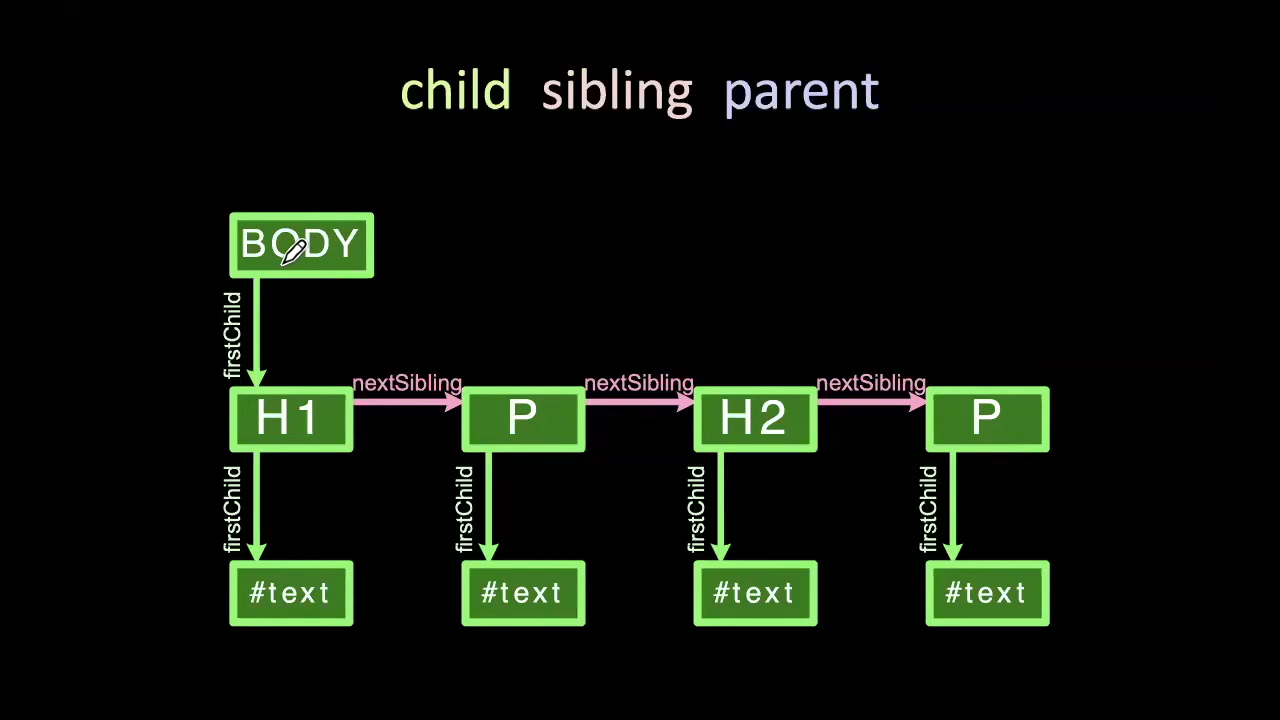 child sibling parent
BODY
firstChild
nextSibling nextSibling nextSibling
H1 P H2 P
firstChild firstChild firstChild firstChild
#text #text #text #text